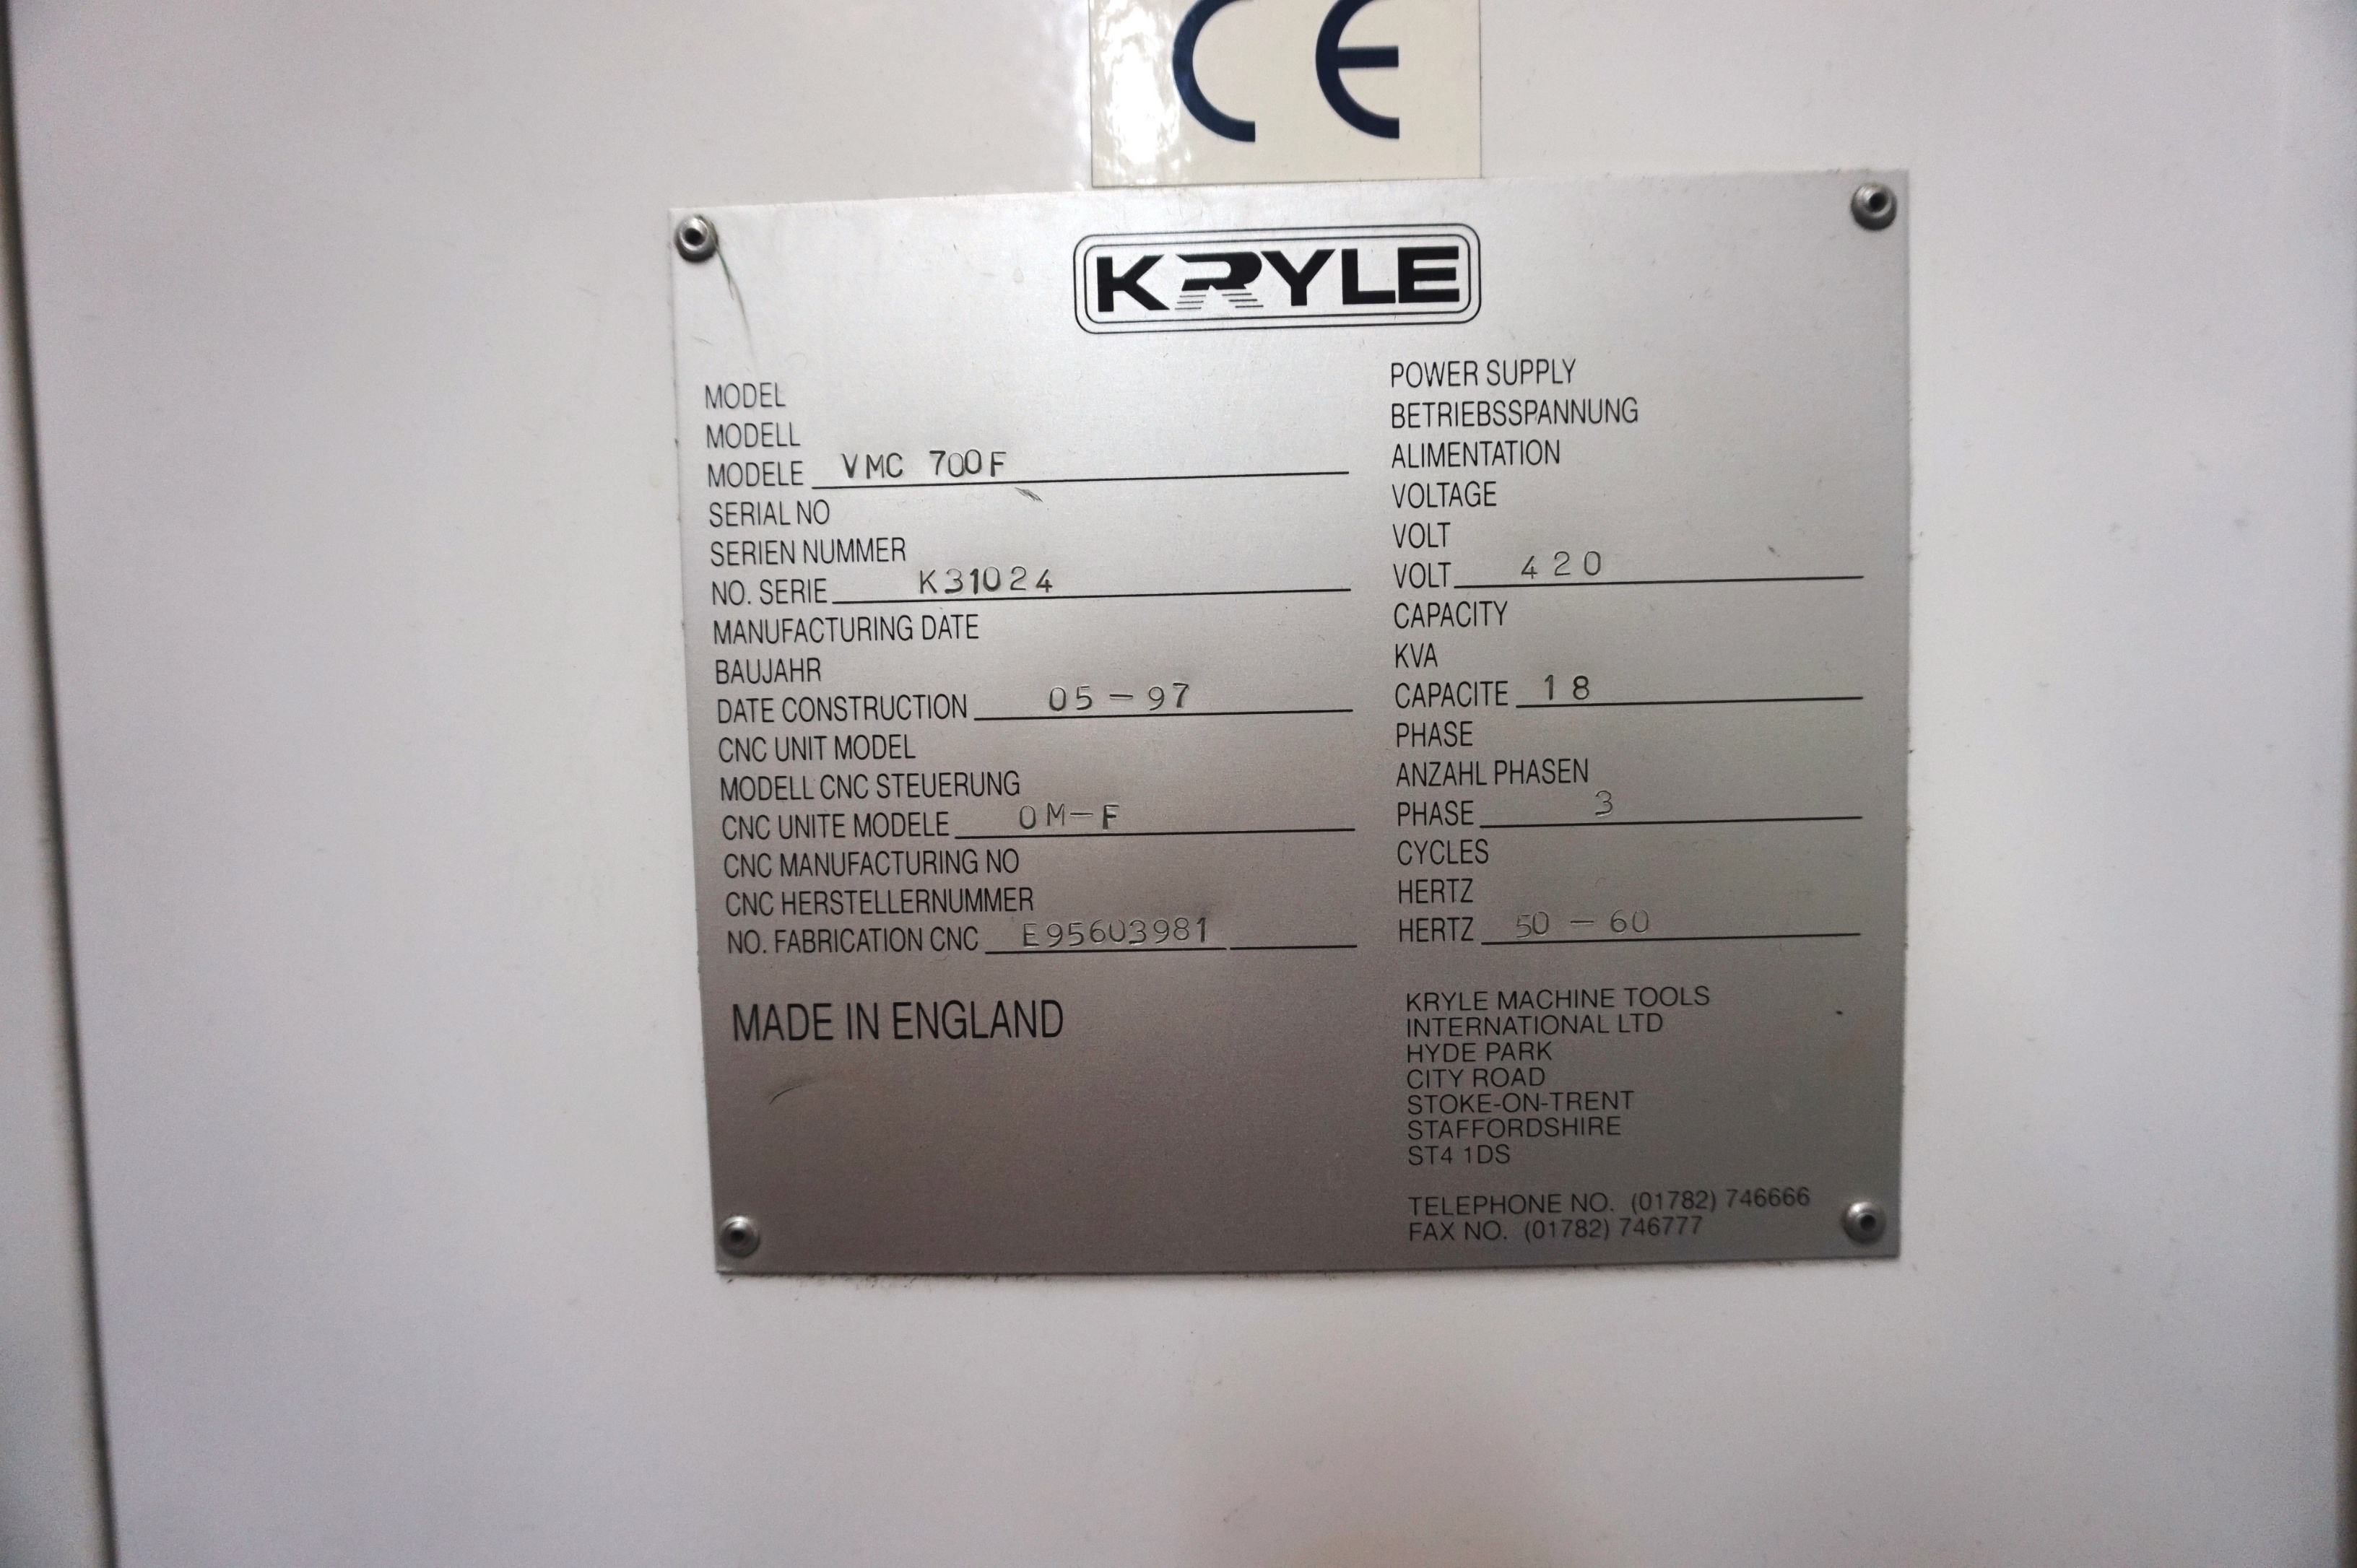 CE
KRYLE
MODEL
MODELL
MODELE VMC 700F
SERIAL NO
SERIEN NUMMER
NO. SERIE K31024
MANUFACTURING DATE
BAUJAHR
DATE CONSTRUCTION 05-97
CNC UNIT MODEL
MODELL CNC STEUERUNG
CNC UNITE MODELE 0M-F
CNC MANUFACTURING NO
CNC HERSTELLERNUMMER
NO. FABRICATION CNC E95603981
MADE IN ENGLAND
POWER SUPPLY
BETRIEBSSPANNUNG
ALIMENTATION
VOLTAGE
VOLT
VOLT 420
CAPACITY
KVA
CAPACITE 18
PHASE
ANZAHL PHASEN
PHASE 3
CYCLES
HERTZ
HERTZ 50-60
KRYLE MACHINE TOOLS
INTERNATIONAL LTD
HYDE PARK
CITY ROAD
STOKE-ON-TRENT
STAFFORDSHIRE
ST4 1DS
TELEPHONE NO. (01782) 746666
FAX NO. (01782) 746777